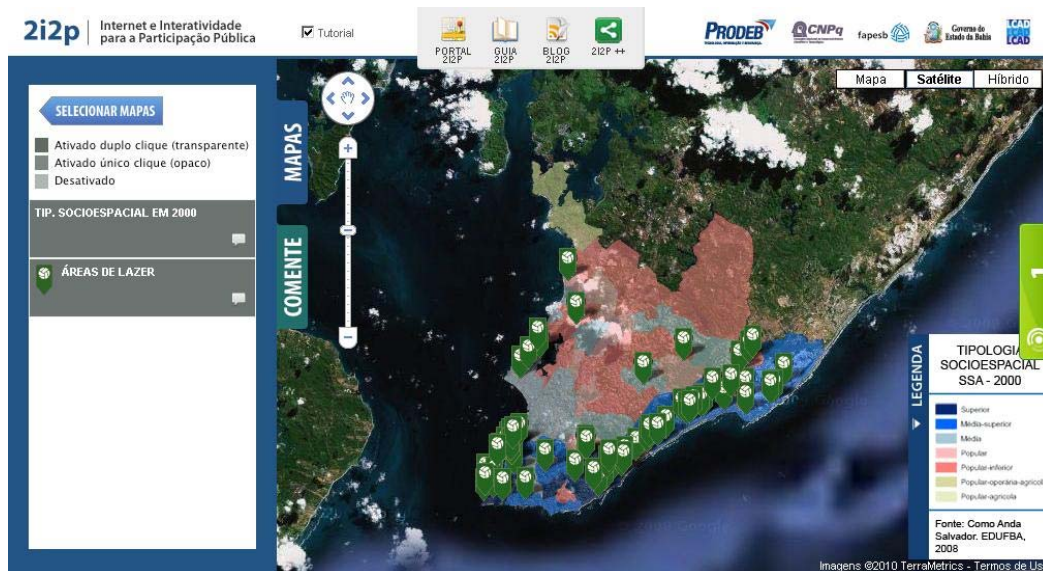 2i2p
Internet e Interatividade
para a Participação Pública
Tutorial
PORTAL
2I2P
GUIA
2I2P
BLOG
2I2P
2I2P ++
PRODEB
CNPq
fapesb
Governo do
Estado da Bahia
LCAD
LCAD
SELECIONAR MAPAS
Ativado duplo clique (transparente)
Ativado único clique (opaco)
Desativado
TIP. SOCIOESPACIAL EM 2000
ÁREAS DE LAZER
MAPAS
COMENTE
Mapa
Satélite
Híbrido
1
LEGENDA
TIPOLOGIA
SOCIOESPACIAL
SSA - 2000
Superior
Média-superior
Média
Popular
Popular-inferior
Popular-operária-agrícol
Popular-agrícola
Fonte: Como Anda
Salvador. EDUFBA,
2008
Imagens ©2010 TerraMetrics - Termos de Us